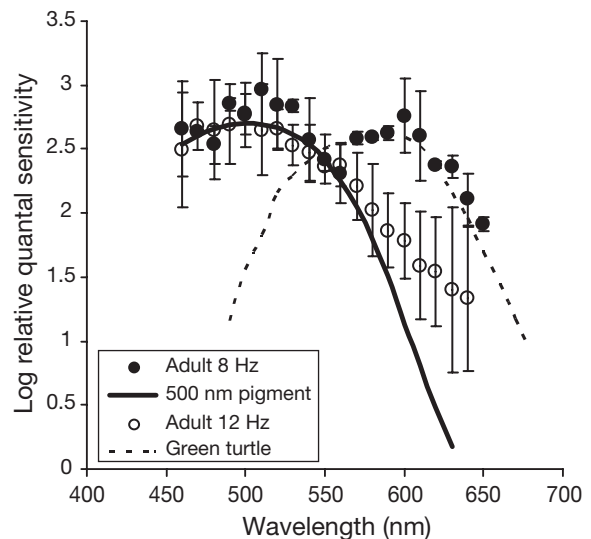 3.5
3
2.5
2
1.5
1
0.5
0
Log relative quantal sensitivity
Adult 8 Hz
500 nm pigment
Adult 12 Hz
Green turtle
400 450 500 550 600 650 700
Wavelength (nm)